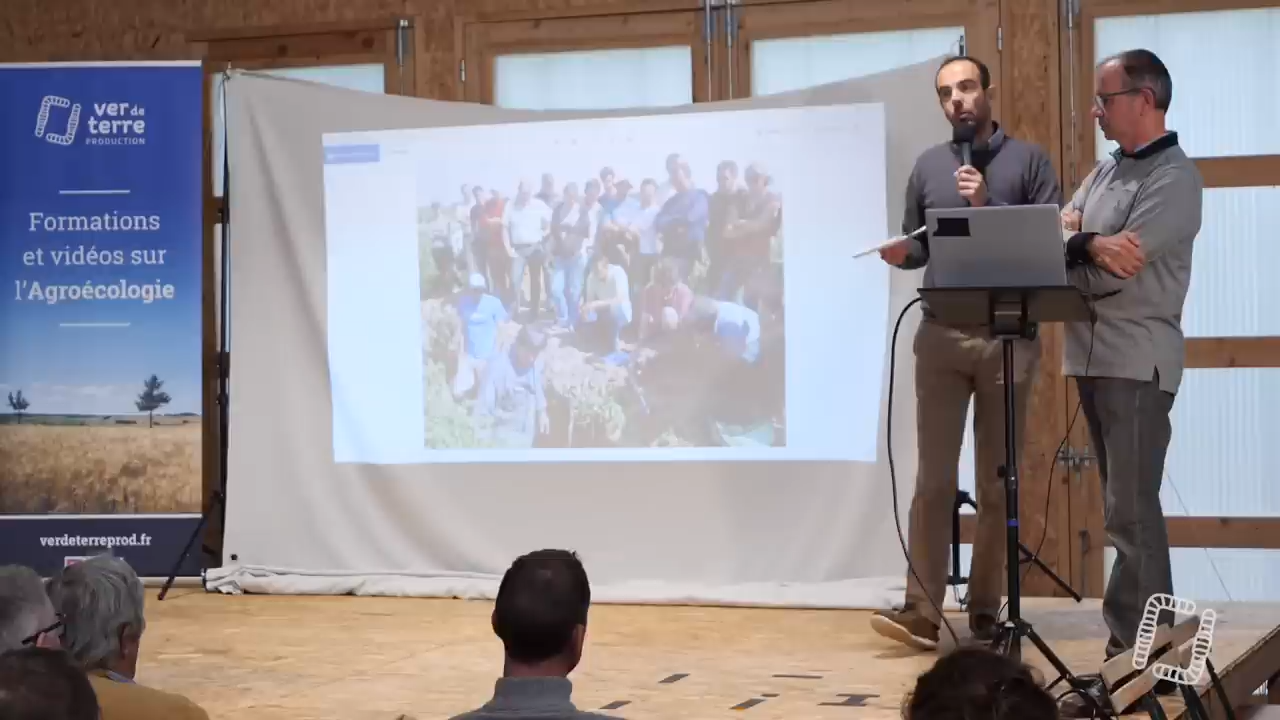 ver de
terre
PRODUCTION
Formations
et vidéos sur
l'Agroécologie
verdeterreprod.fr